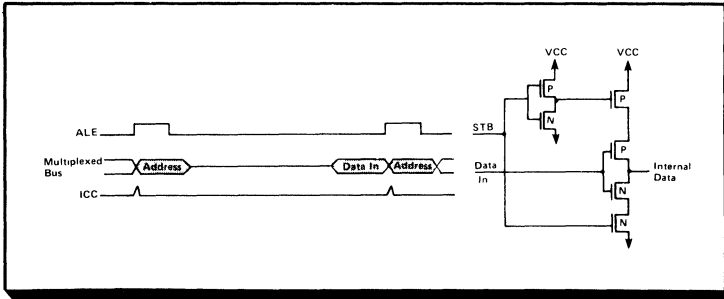 VCC
VCC
P
P
N
ALE
STB
P
Multiplexed
Bus
Address
Data In
Address
Data
In
Internal
Data
N
ICC
N